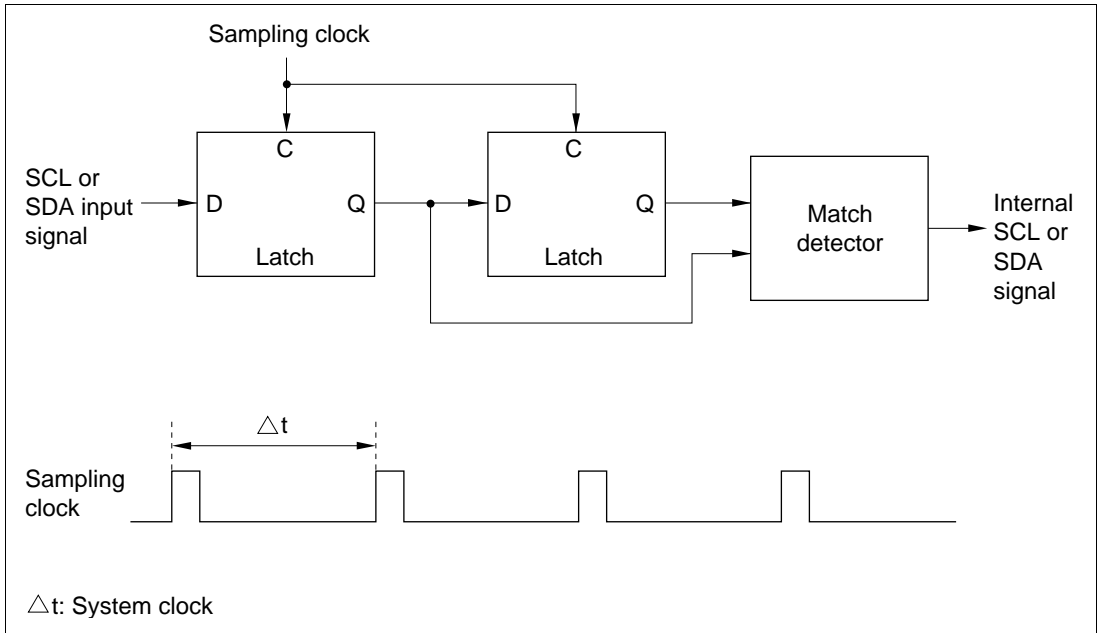 Sampling clock
C
C
SCL or
SDA input
signal
D
Q
D
Q
Latch
Latch
Match
detector
Internal
SCL or
SDA
signal
△t
Sampling
clock
△t: System clock